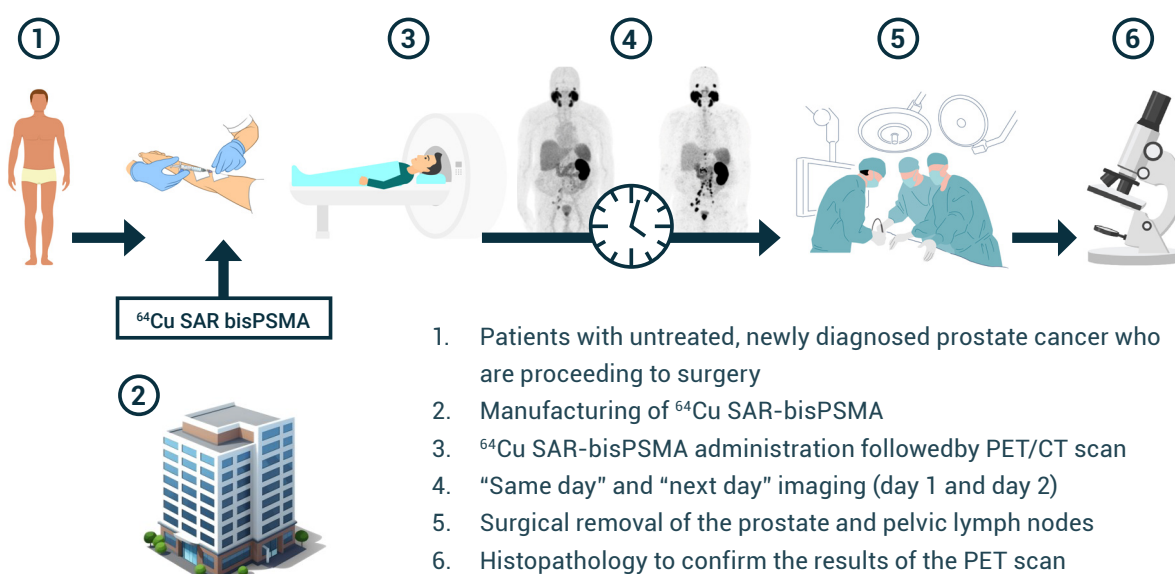 1
3
4
5
6
64Cu SAR bisPSMA
2
1. Patients with untreated, newly diagnosed prostate cancer who
are proceeding to surgery
2. Manufacturing of 64Cu SAR-bisPSMA
3. 64Cu SAR-bisPSMA administration followedby PET/CT scan
4. “Same day” and “next day” imaging (day 1 and day 2)
5. Surgical removal of the prostate and pelvic lymph nodes
6. Histopathology to confirm the results of the PET scan